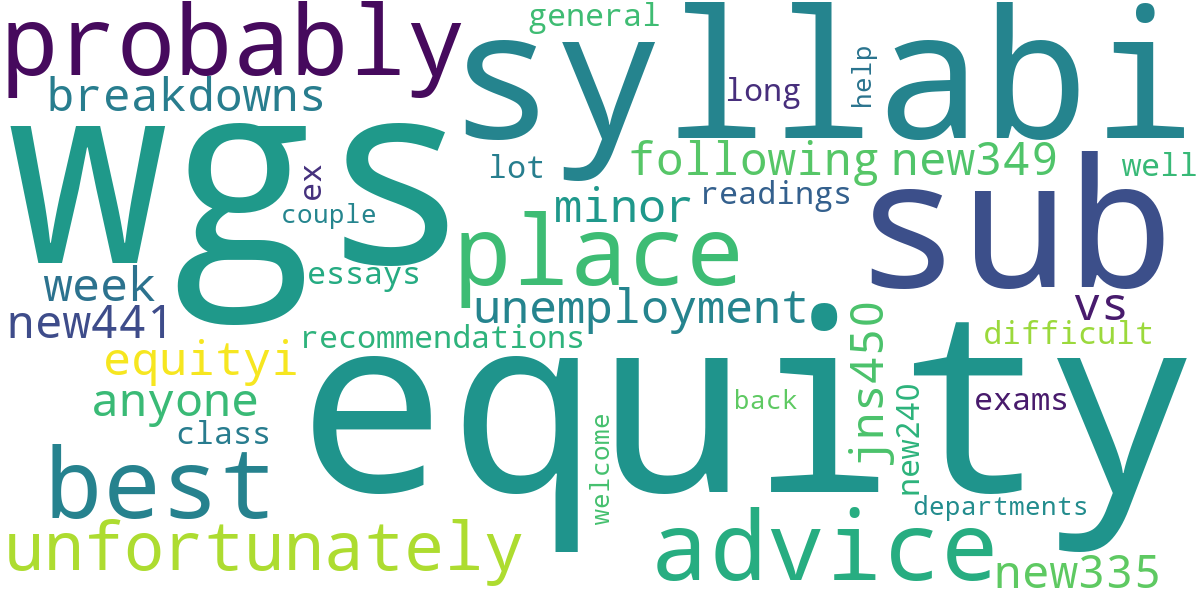 probably
syllabi
general
help
long
breakdowns
wgs
sub
lot
following
new349
well
ex
couple
minor
readings
place
week
essays
unemployment
vs
new441
recommendations
jns450
difficult
equityi
equity
anyone
class
back
new240
exams
welcome
best
departments
unfortunately
advice
new335